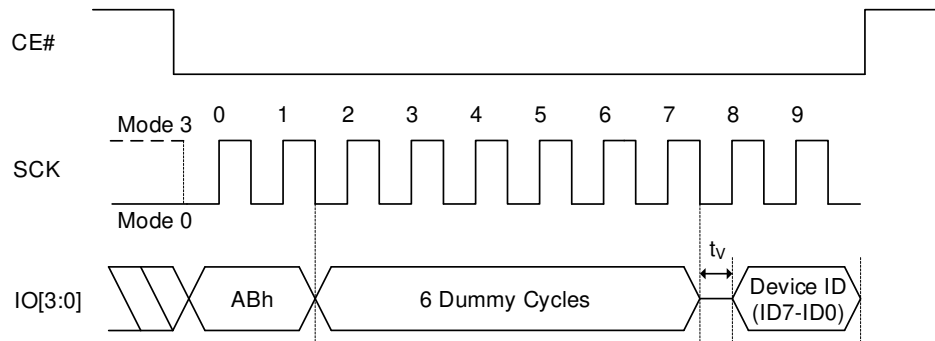 CE#
0 1 2 3 4 5 6 7 8 9
Mode 3
SCK
Mode 0
tV
IO[3:0]
ABh
6 Dummy Cycles
Device ID
(ID7-ID0)